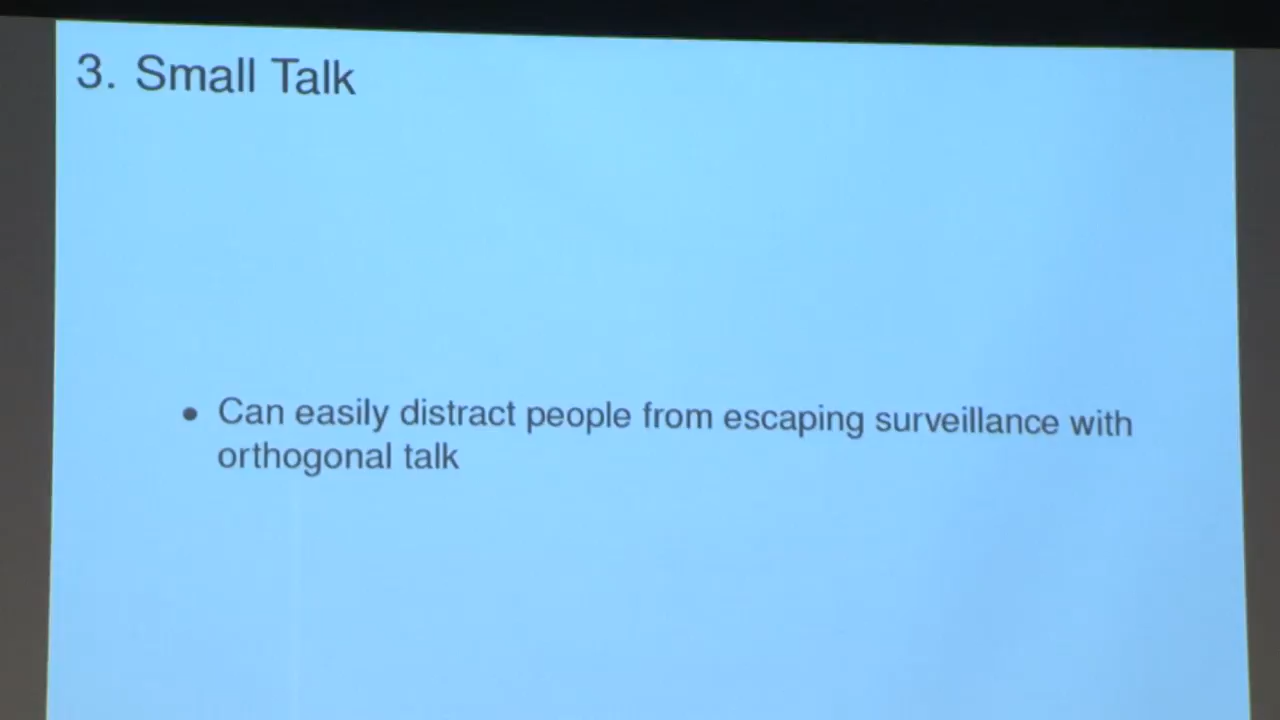 3. Small Talk
• Can easily distract people from escaping surveillance with
orthogonal talk